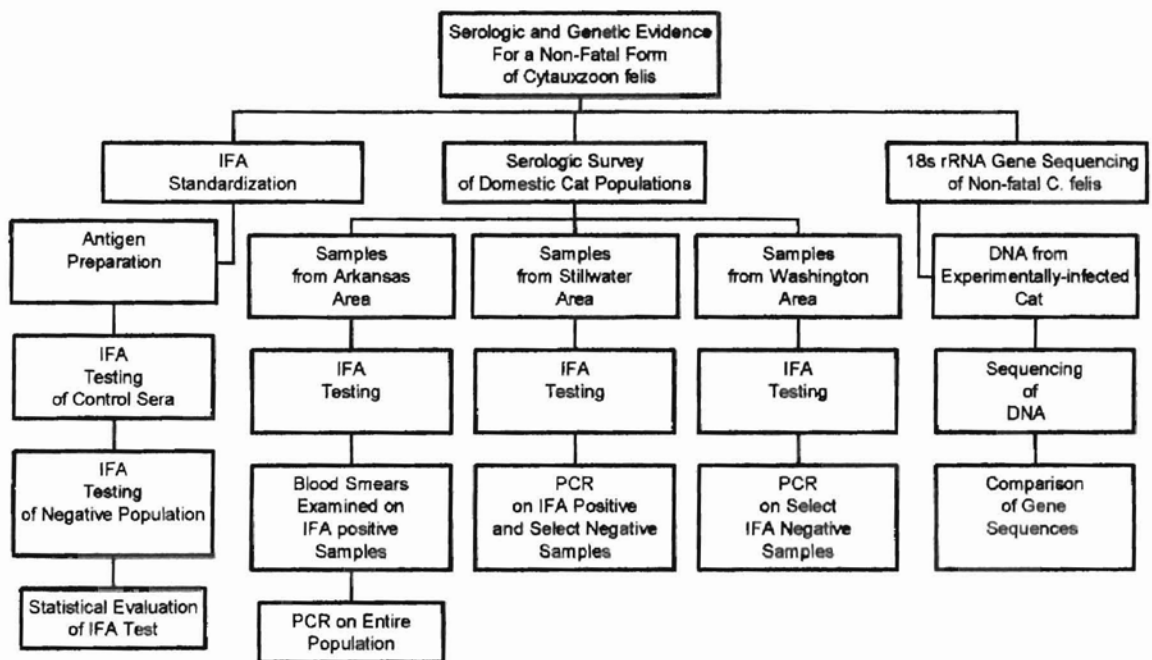 Serologic and Genetic Evidence
For a Non-Fatal Form
of Cytauxzoon felis
IFA
Standardization
Serologic Survey
of Domestic Cat Populations
18s rRNA Gene Sequencing
of Non-fatal C. felis
Antigen
Preparation
Samples
from Arkansas
Area
Samples
from Stillwater
Area
Samples
from Washington
Area
DNA from
Experimentally-infected
Cat
IFA
Testing
of Control Sera
IFA
Testing
IFA
Testing
IFA
Testing
Sequencing
of
DNA
IFA
Testing
of Negative Population
Blood Smears
Examined on
IFA positive
Samples
PCR
on IFA Positive
and Select Negative
Samples
PCR
on Select
IFA Negative
Samples
Comparison
of Gene
Sequences
Statistical Evaluation
of IFA Test
PCR on Entire
Population